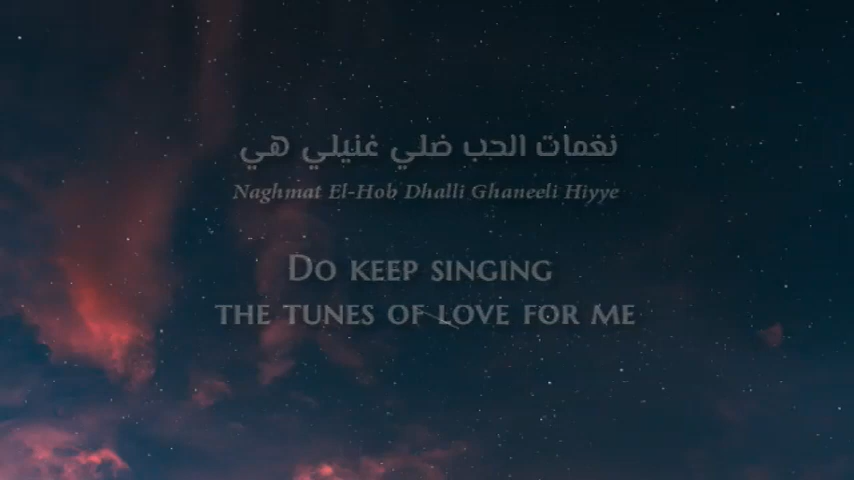 نغمات الحب ضلي غنيلي هي
Naghmat El-Hob Dhalli Ghaneeli Hiyye
Do keep singing
the tunes of love for me